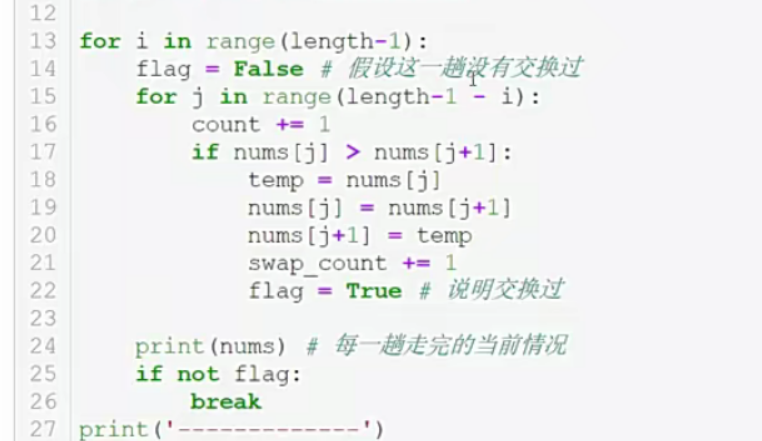 12
13 for i in range(length-1):
14     flag = False # 假设这一趟没有交换过
15     for j in range(length-1 - i):
16         count += 1
17         if nums[j] > nums[j+1]:
18             temp = nums[j]
19             nums[j] = nums[j+1]
20             nums[j+1] = temp
21             swap_count += 1
22             flag = True # 说明交换过
23
24     print(nums) # 每一趟走完的当前情况
25     if not flag:
26         break
27 print('-------------')